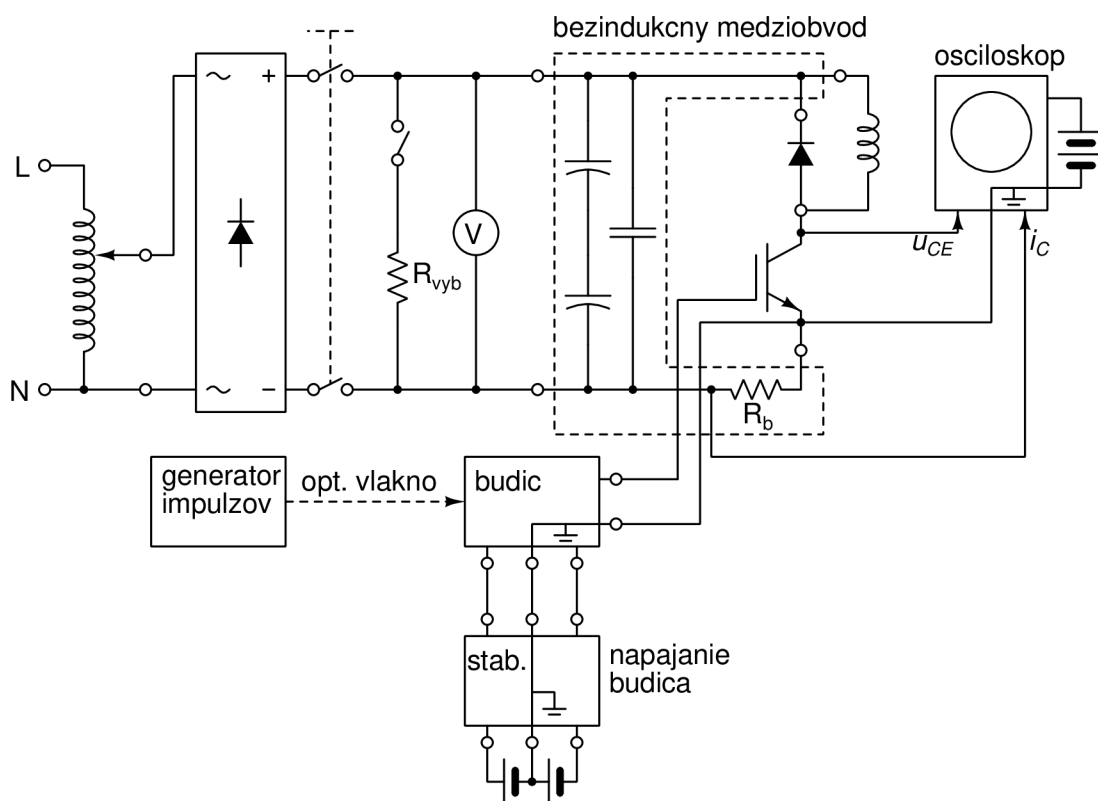 bezindukcny medziobvod
osciloskop
L
~ +
V
R_vyb
u_CE
i_C
N
~ −
R_b
generator
impulzov
opt. vlakno
budic
stab.
napajanie
budica